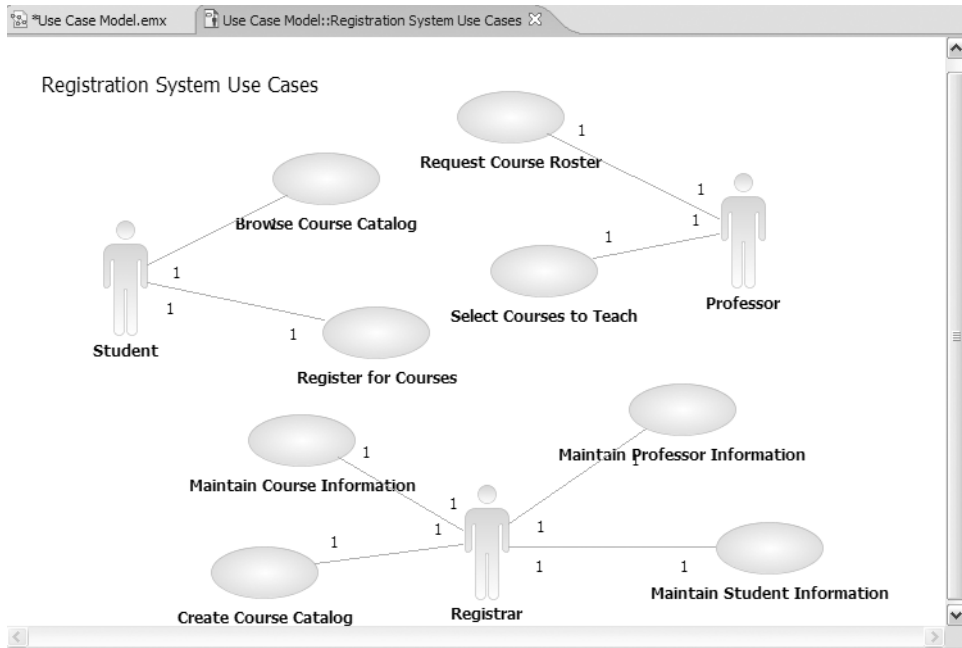 *Use Case Model.emx
Use Case Model::Registration System Use Cases
Registration System Use Cases
1
Request Course Roster
1
1
Browse Course Catalog
1
1
Select Courses to Teach
Professor
1
1
1
1
Student
Register for Courses
1
Maintain Course Information
1
Maintain Professor Information
1
1
1
1
1
1
1
Create Course Catalog
Registrar
Maintain Student Information